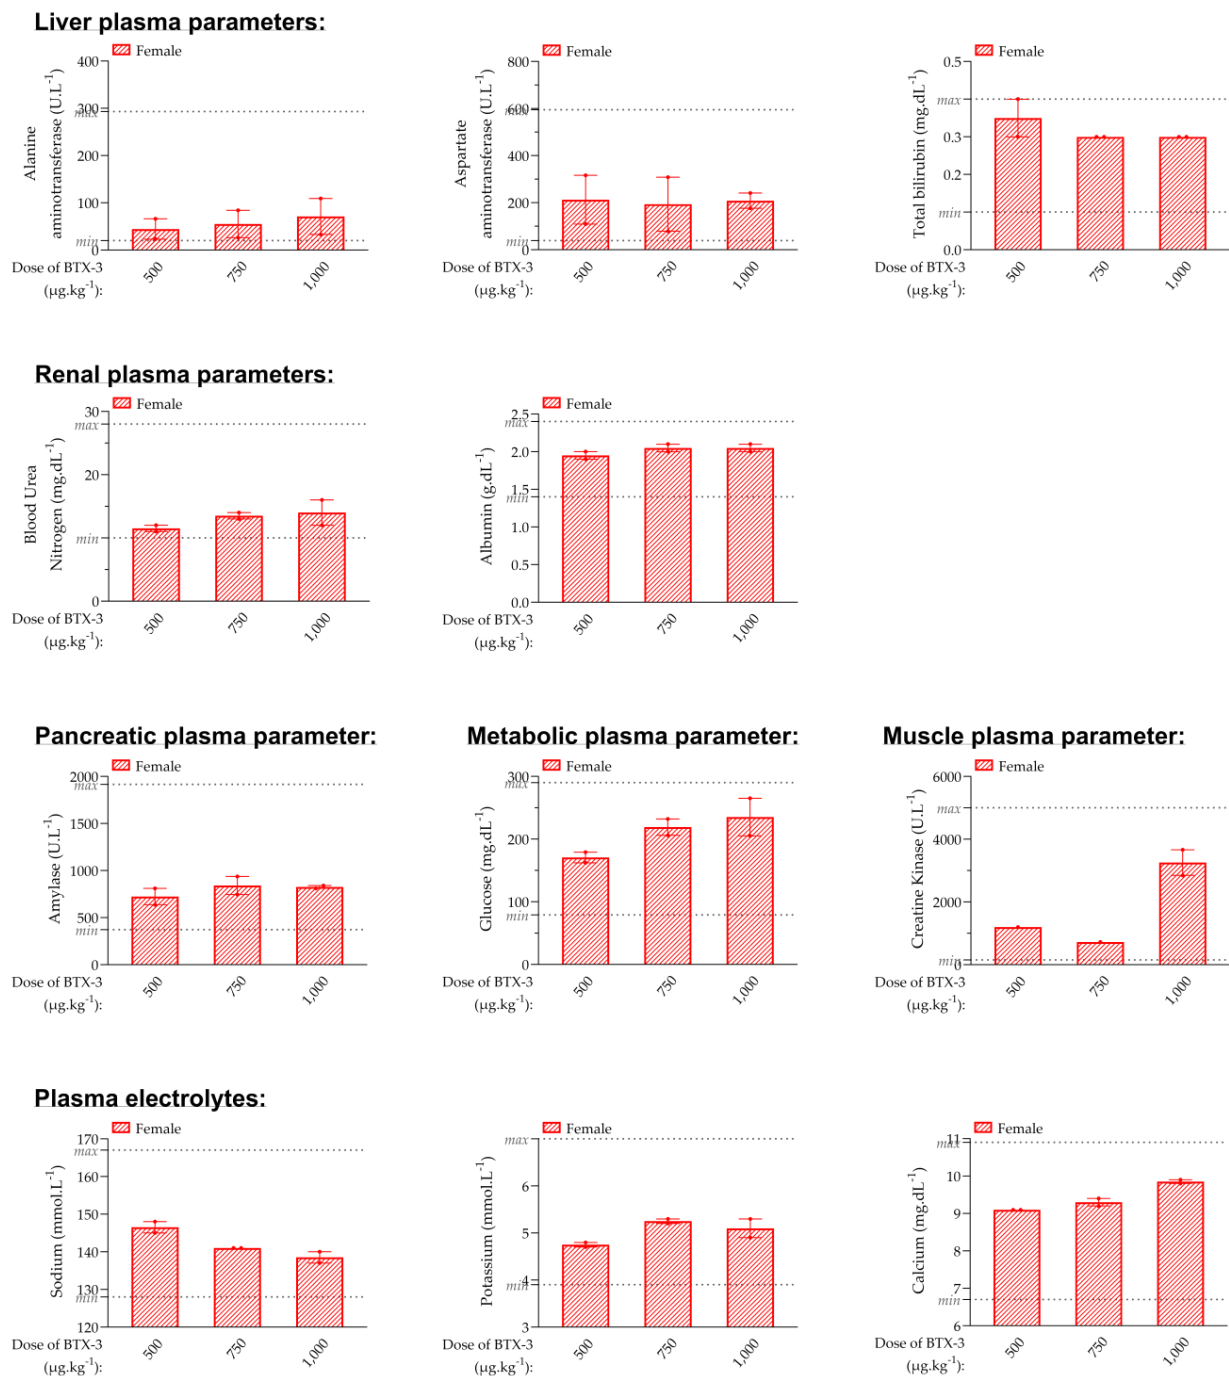 Liver plasma parameters:
Female
Alanine
aminotransferase (U.L⁻¹)
400
300
max
200
100
min
0
Dose of BTX-3
(µg.kg⁻¹):
500
750
1,000
Female
Aspartate
aminotransferase (U.L⁻¹)
800
600
max
400
200
min
0
Dose of BTX-3
(µg.kg⁻¹):
500
750
1,000
Female
Total bilirubin (mg.dL⁻¹)
0.5
max
0.3
0.2
min
0.0
Dose of BTX-3
(µg.kg⁻¹):
500
750
1,000
Renal plasma parameters:
Female
Blood Urea
Nitrogen (mg.dL⁻¹)
30
max
20
10
min
0
Dose of BTX-3
(µg.kg⁻¹):
500
750
1,000
Female
Albumin (g.dL⁻¹)
2.5
max
2.0
1.5
min
1.0
0.5
0.0
Dose of BTX-3
(µg.kg⁻¹):
500
750
1,000
Pancreatic plasma parameter:
Female
Amylase (U.L⁻¹)
2000
max
1500
1000
500
min
0
Dose of BTX-3
(µg.kg⁻¹):
500
750
1,000
Metabolic plasma parameter:
Female
Glucose (mg.dL⁻¹)
300
max
200
100
min
0
Dose of BTX-3
(µg.kg⁻¹):
500
750
1,000
Muscle plasma parameter:
Female
Creatine Kinase (U.L⁻¹)
6000
max
4000
2000
min
0
Dose of BTX-3
(µg.kg⁻¹):
500
750
1,000
Plasma electrolytes:
Female
Sodium (mmol.L⁻¹)
170
max
160
150
140
130
min
120
Dose of BTX-3
(µg.kg⁻¹):
500
750
1,000
Female
Potassium (mmol.L⁻¹)
max
6
5
4
min
3
Dose of BTX-3
(µg.kg⁻¹):
500
750
1,000
Female
Calcium (mg.dL⁻¹)
11
max
10
9
8
7
min
6
Dose of BTX-3
(µg.kg⁻¹):
500
750
1,000